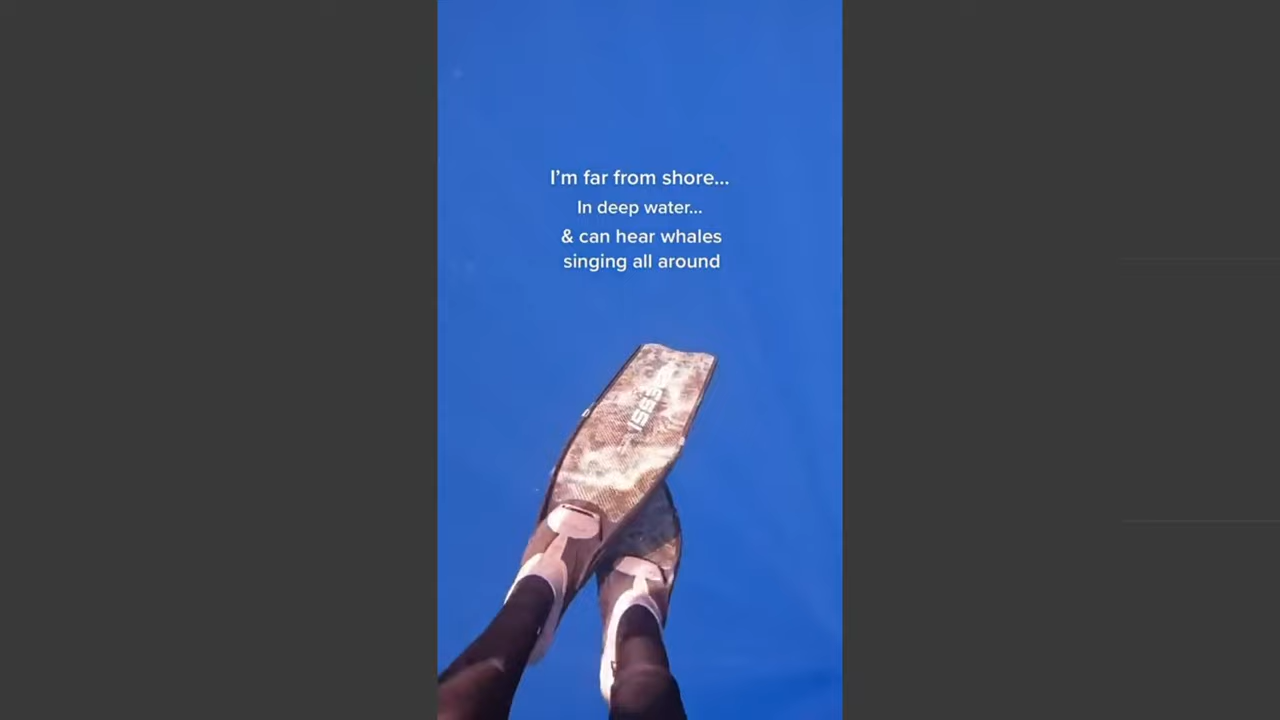 I'm far from shore...
In deep water...
& can hear whales
singing all around